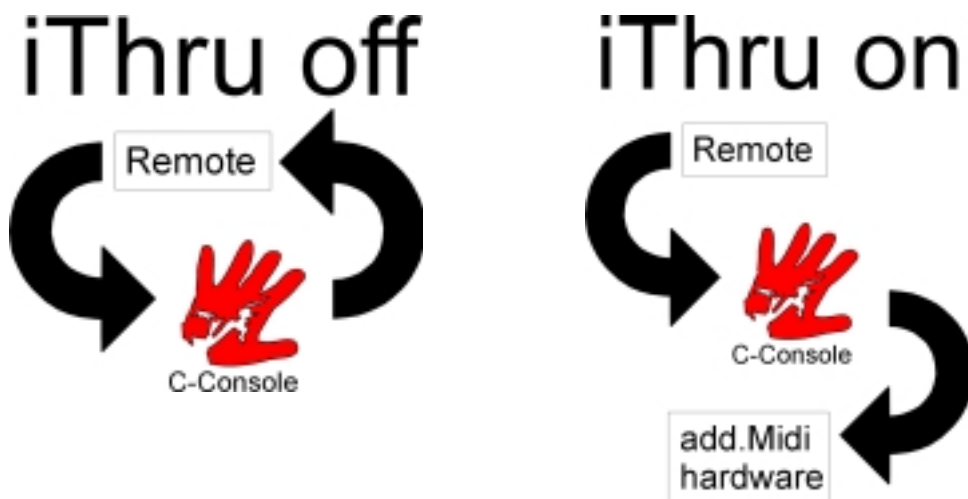 iThru off
Remote
C-Console
iThru on
Remote
C-Console
add.Midi
hardware